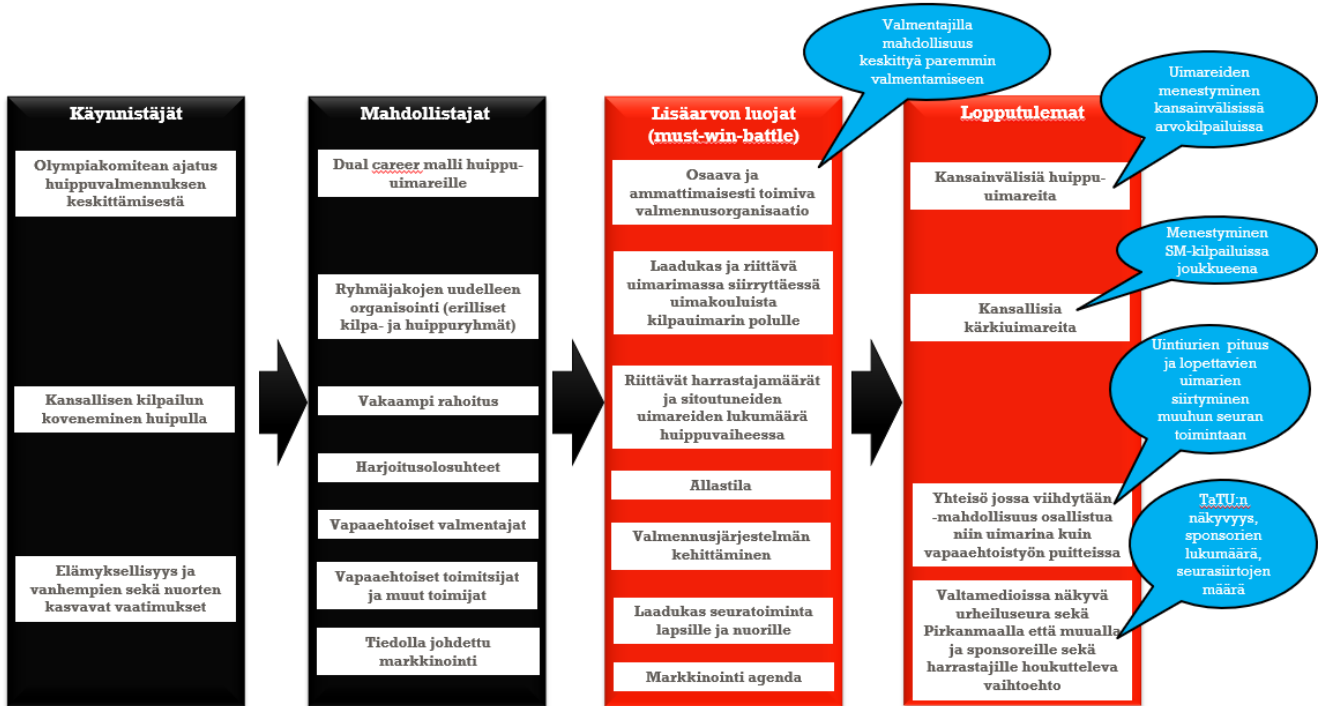 Valmentajilla
mahdollisuus
keskittyä paremmin
valmentamiseen
Uimareiden
menestyminen
kansainvälisissä
arvokilpailuissa
Käynnistäjät
Olympiakomitean ajatus
huippuvalmennuksen
keskittämisestä
Kansallisen kilpailun
koveneminen huipulla
Elämyksellisyys ja
vanhempien sekä nuorten
kasvavat vaatimukset
Mahdollistajat
Dual career malli huippu-
uimareille
Ryhmäjakojen uudelleen
organisointi (erilliset
kilpa- ja huippuryhmät)
Vakaampi rahoitus
Harjoitusolosuhteet
Vapaaehtoiset valmentajat
Vapaaehtoiset toimitsijat
ja muut toimijat
Tiedolla johdettu
markkinointi
Lisäarvon luojat
(must-win-battle)
Osaava ja
ammattimaisesti toimiva
valmennusorganisaatio
Laadukas ja riittävä
uimarimassa siirryttäessä
uimakouluista
kilpauimarin polulle
Riittävät harrastajamäärät
ja sitoutuneiden
uimareiden lukumäärä
huippuvaiheessa
Allastila
Valmennusjärjestelmän
kehittäminen
Laadukas seuratoiminta
lapsille ja nuorille
Markkinointi agenda
Lopputulemat
Kansainvälisiä huippu-
uimareita
Menestyminen
SM-kilpailuissa
joukkueena
Kansallisia
kärkiuimareita
Uintiurien pituus
ja lopettavien
uimarien
siirtyminen
muuhun seuran
toimintaan
Yhteisö jossa viihdytään
-mahdollisuus osallistua
niin uimarina kuin
vapaaehtoistyön puitteissa
TaTU:n
näkyvyys,
sponsorien
lukumäärä,
seurasiirtojen
määrä
Valtamedioissa näkyvä
urheiluseura sekä
Pirkanmaalla että muualla
ja sponsoreille sekä
harrastajille houkutteleva
vaihtoehto